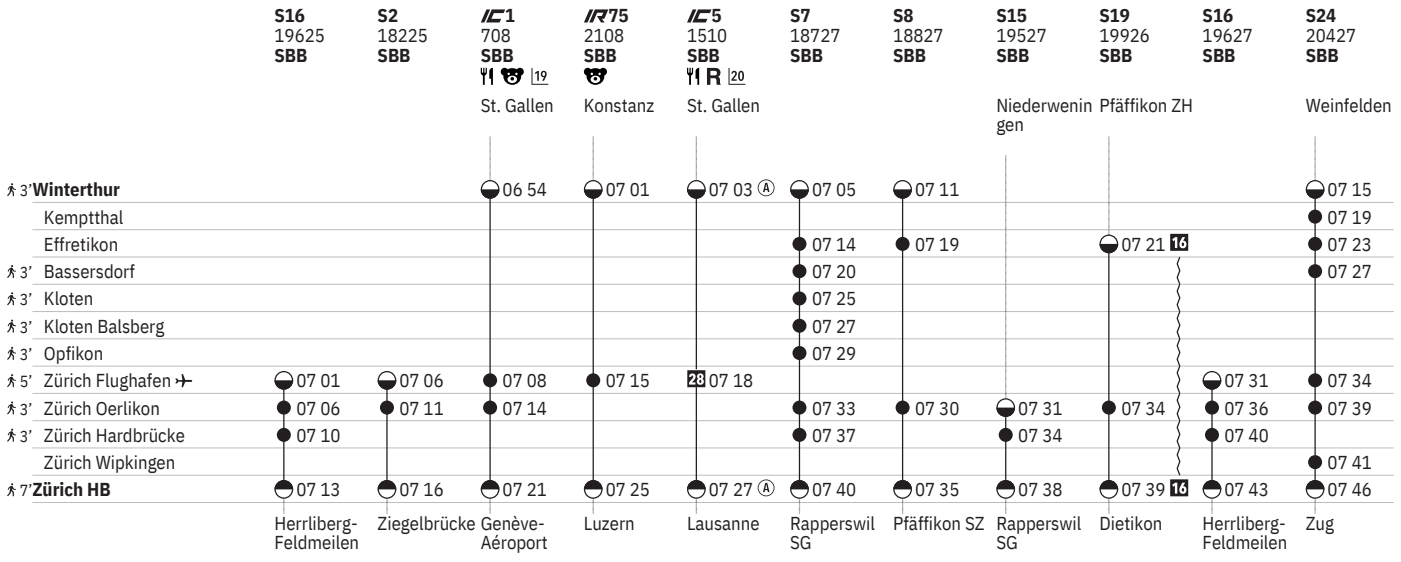 S16 S2 IC1 IR75 IC5 S7 S8 S15 S19 S16 S24
19625 18225 708 2108 1510 18727 18827 19527 19926 19627 20427
SBB SBB SBB SBB SBB SBB SBB SBB SBB SBB SBB
19 R 20
St. Gallen Konstanz St. Gallen Niederwenin Pfäffikon ZH Weinfelden
gen
3' Winterthur 06 54 07 01 07 03 A 07 05 07 11 07 15
Kemptthal 07 19
Effretikon 07 14 07 19 07 21 16 07 23
3' Bassersdorf 07 20 07 27
3' Kloten 07 25
3' Kloten Balsberg 07 27
3' Opfikon 07 29
5' Zürich Flughafen 07 01 07 06 07 08 07 15 28 07 18 07 31 07 34
3' Zürich Oerlikon 07 06 07 11 07 14 07 33 07 30 07 31 07 34 07 36 07 39
3' Zürich Hardbrücke 07 10 07 37 07 34 07 40
Zürich Wipkingen 07 41
7' Zürich HB 07 13 07 16 07 21 07 25 07 27 A 07 40 07 35 07 38 07 39 16 07 43 07 46
Herrliberg- Ziegelbrücke Genève- Luzern Lausanne Rapperswil Pfäffikon SZ Rapperswil Dietikon Herrliberg- Zug
Feldmeilen Aéroport SG SG Feldmeilen